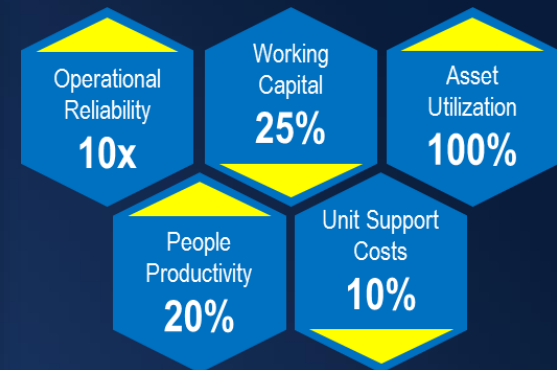 Operational
Reliability
10x
Working
Capital
25%
Asset
Utilization
100%
People
Productivity
20%
Unit Support
Costs
10%